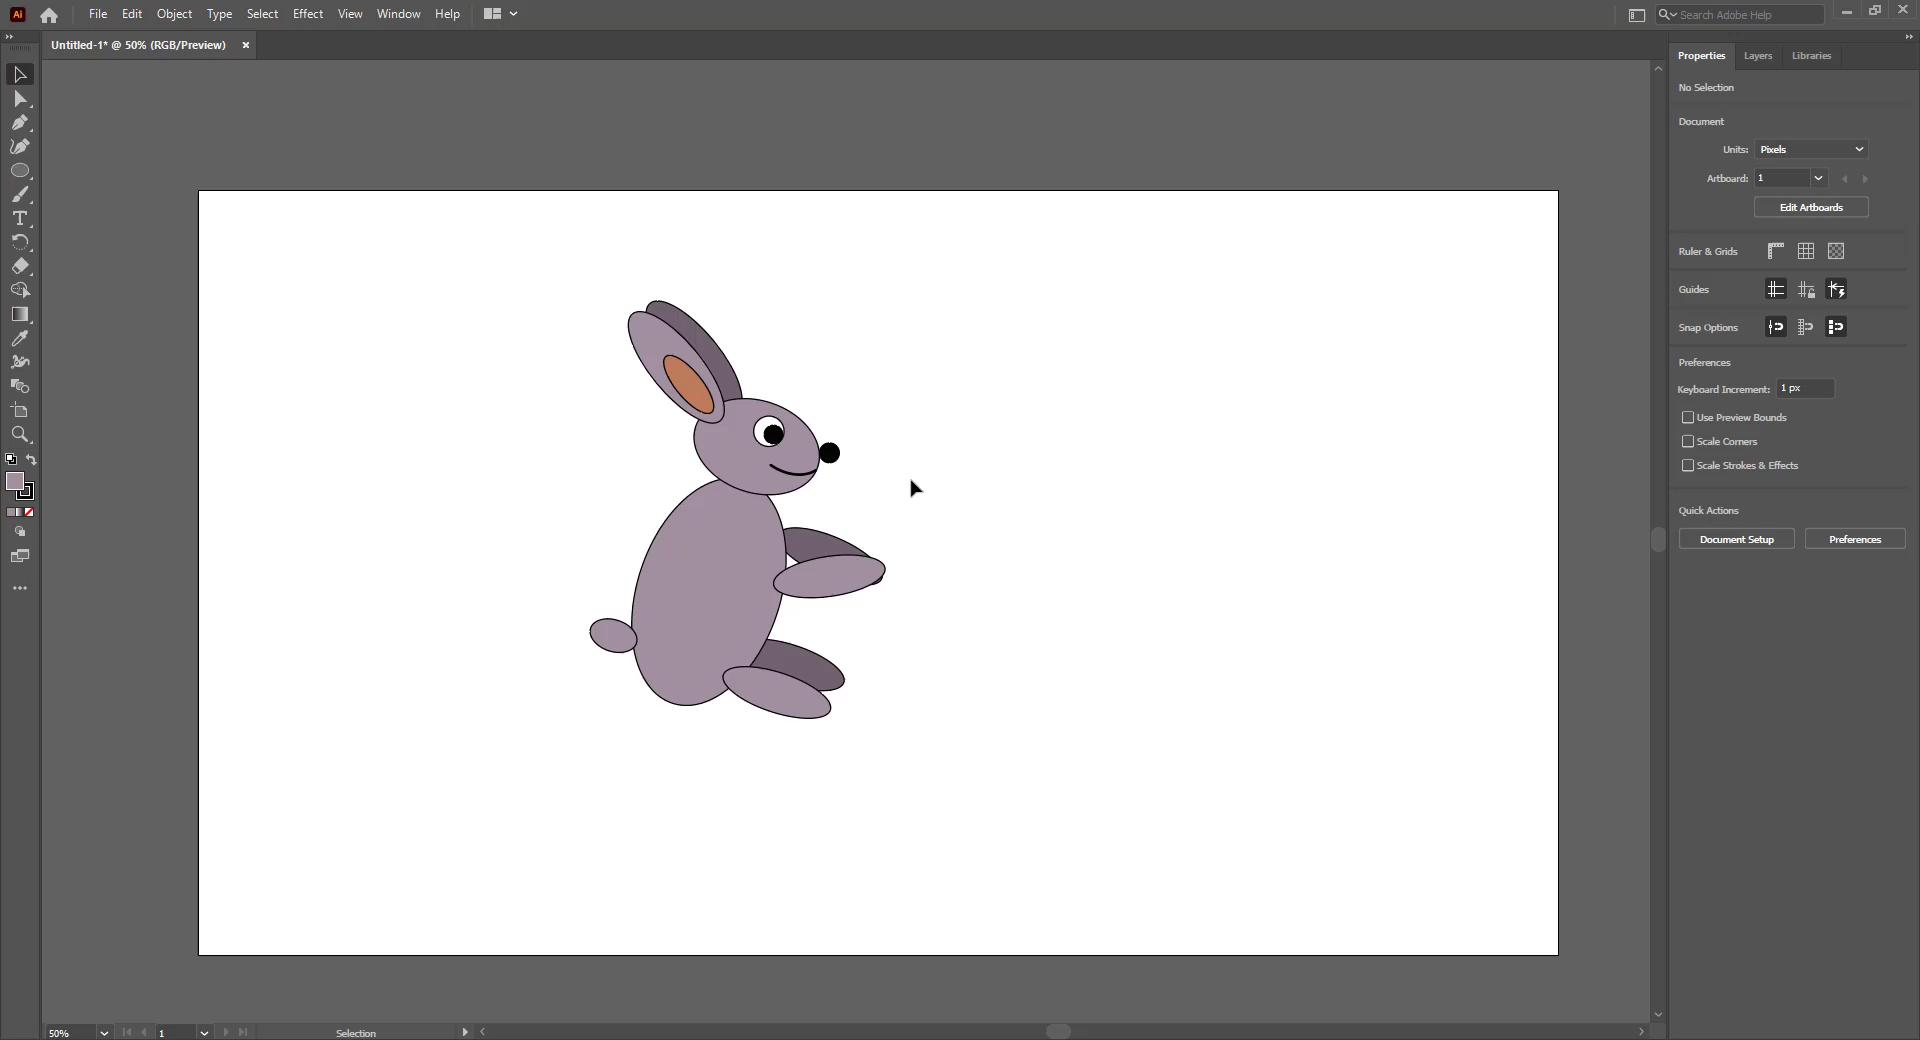 Ai File Edit Object Type Select Effect View Window Help Search Adobe Help
Untitled-1* @ 50% (RGB/Preview) ×
Properties Layers Libraries
No Selection
Document
Units: Pixels
Artboard: 1
Edit Artboards
Ruler & Grids
Guides
Snap Options
Preferences
Keyboard Increment: 1 px
Use Preview Bounds
Scale Corners
Scale Strokes & Effects
Quick Actions
Document Setup Preferences
50% 1 Selection